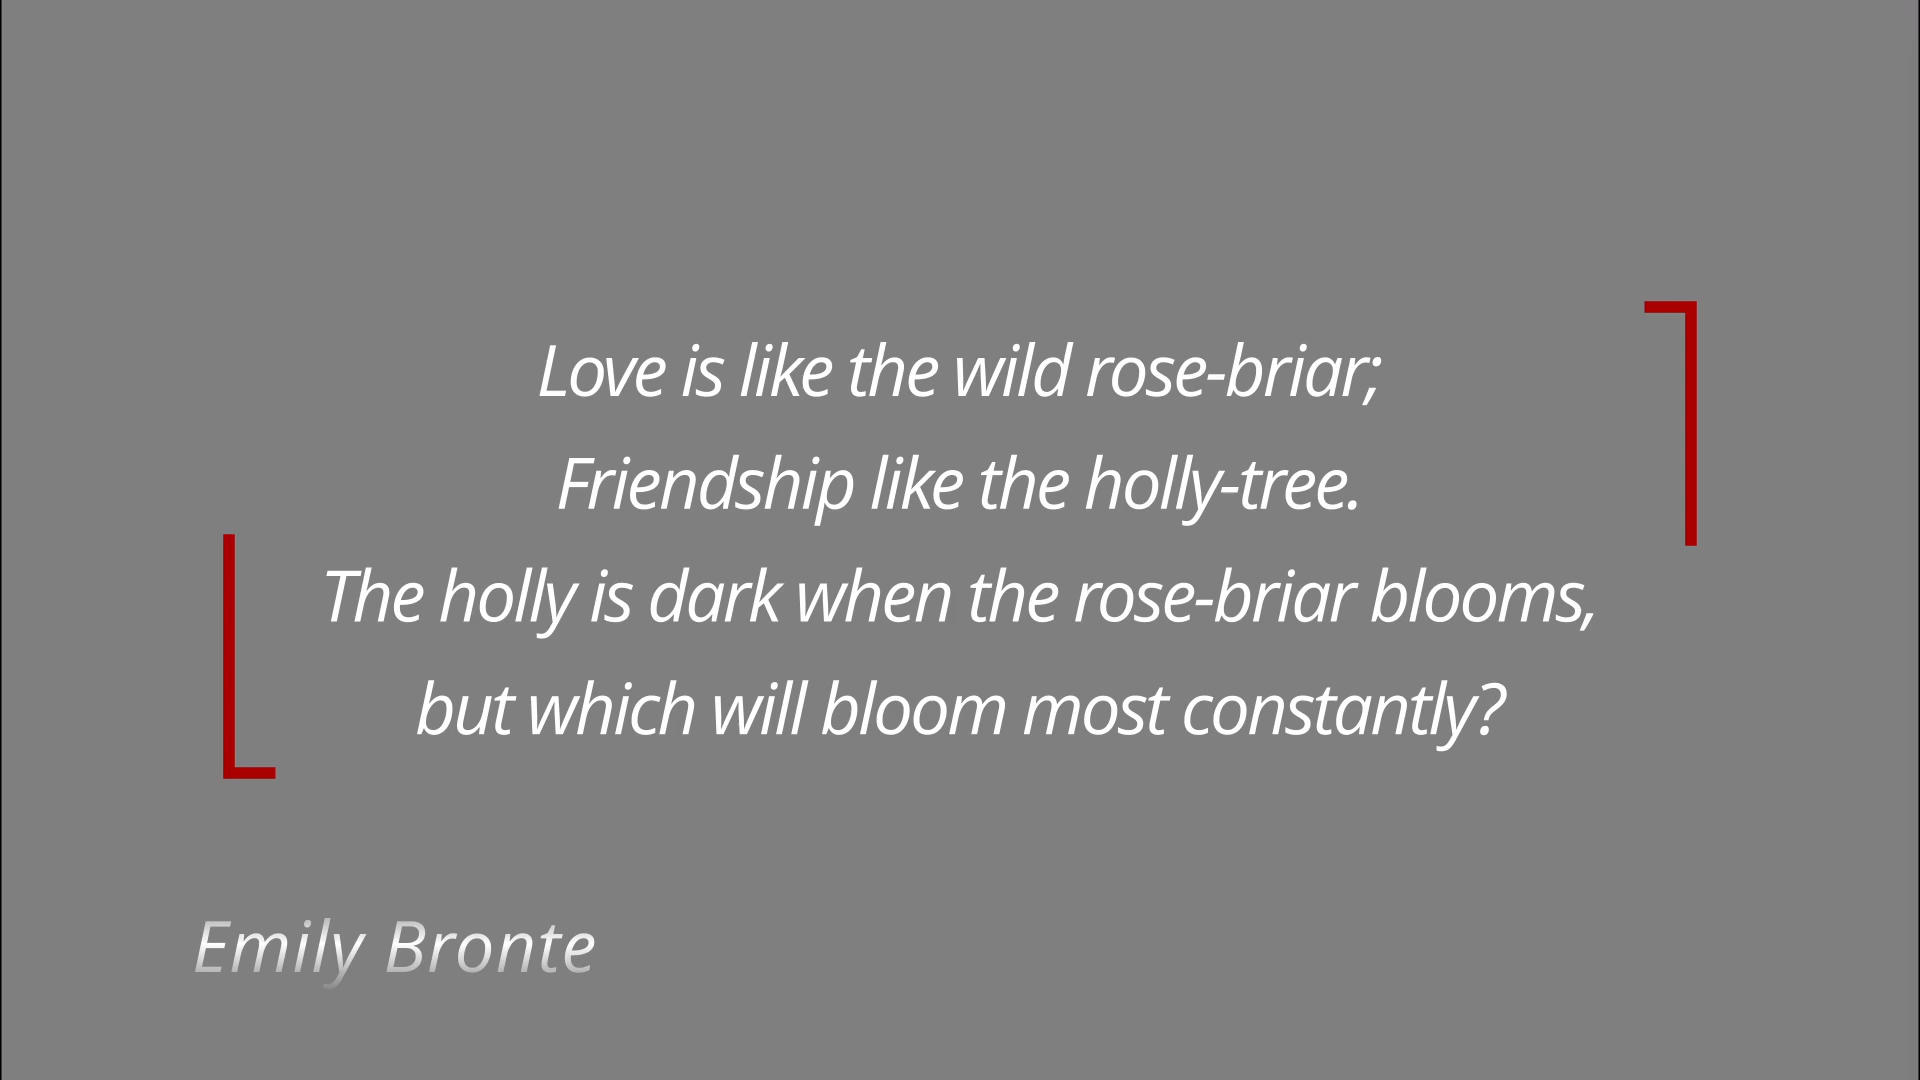 Love is like the wild rose-briar;
Friendship like the holly-tree.
The holly is dark when the rose-briar blooms,
but which will bloom most constantly?
Emily Bronte